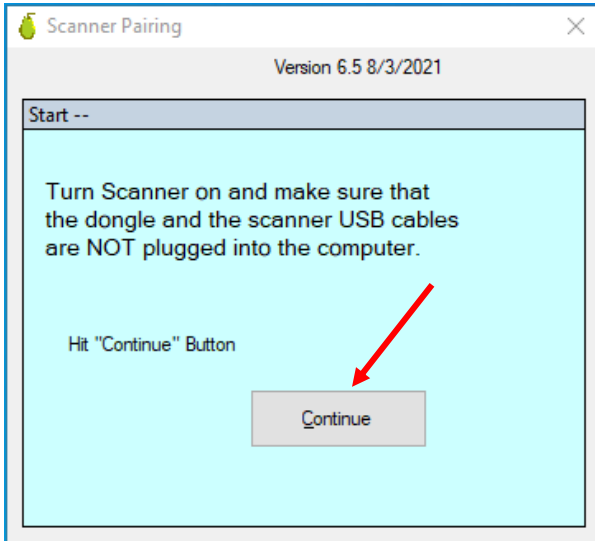 Scanner Pairing
Version 6.5 8/3/2021
Start --
Turn Scanner on and make sure that
the dongle and the scanner USB cables
are NOT plugged into the computer.
Hit "Continue" Button
Continue